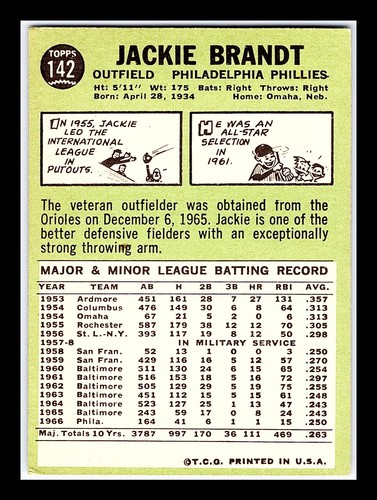 TOPPS
142
JACKIE BRANDT
OUTFIELD PHILADELPHIA PHILLIES
Ht: 5'11" Wt: 175 Bats: Right Throws: Right
Born: April 28, 1934 Home: Omaha, Neb.
IN 1955, JACKIE
LED THE
INTERNATIONAL
LEAGUE
IN
PUTOUTS.
HE WAS AN
ALL-STAR
SELECTION
IN
1961.
The veteran outfielder was obtained from the
Orioles on December 6, 1965. Jackie is one of the
better defensive fielders with an exceptionally
strong throwing arm.
MAJOR & MINOR LEAGUE BATTING RECORD
YEAR TEAM AB H 2B 3B HR RBI AVG.
1953 Ardmore 451 161 28 7 27 131 .357
1954 Columbus 476 149 30 6 8 64 .313
1954 Omaha 67 21 5 2 0 6 .313
1955 Rochester 587 179 38 12 12 70 .305
1956 St. L.-N.Y. 393 117 19 8 12 50 .298
1957-8 IN MILITARY SERVICE
1958 San Fran. 52 13 1 0 0 3 .250
1959 San Fran. 429 116 16 5 12 57 .270
1960 Baltimore 511 130 24 6 15 65 .254
1961 Baltimore 516 153 18 5 16 72 .297
1962 Baltimore 505 129 29 5 19 75 .255
1963 Baltimore 451 112 15 5 15 61 .248
1964 Baltimore 523 127 25 1 13 47 .243
1965 Baltimore 243 59 17 0 8 24 .243
1966 Phila. 164 41 6 1 1 15 .250
Maj. Totals 10 Yrs. 3787 997 170 36 111 469 .263
©T.C.G. PRINTED IN U.S.A.